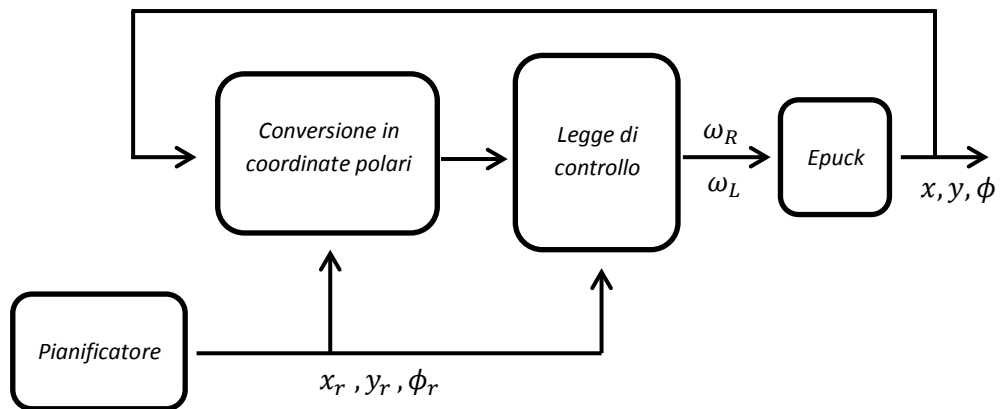 Conversione in
coordinate polari
Legge di
controllo
ω_R
ω_L
Epuck
x, y, ϕ
Pianificatore
x_r , y_r , ϕ_r